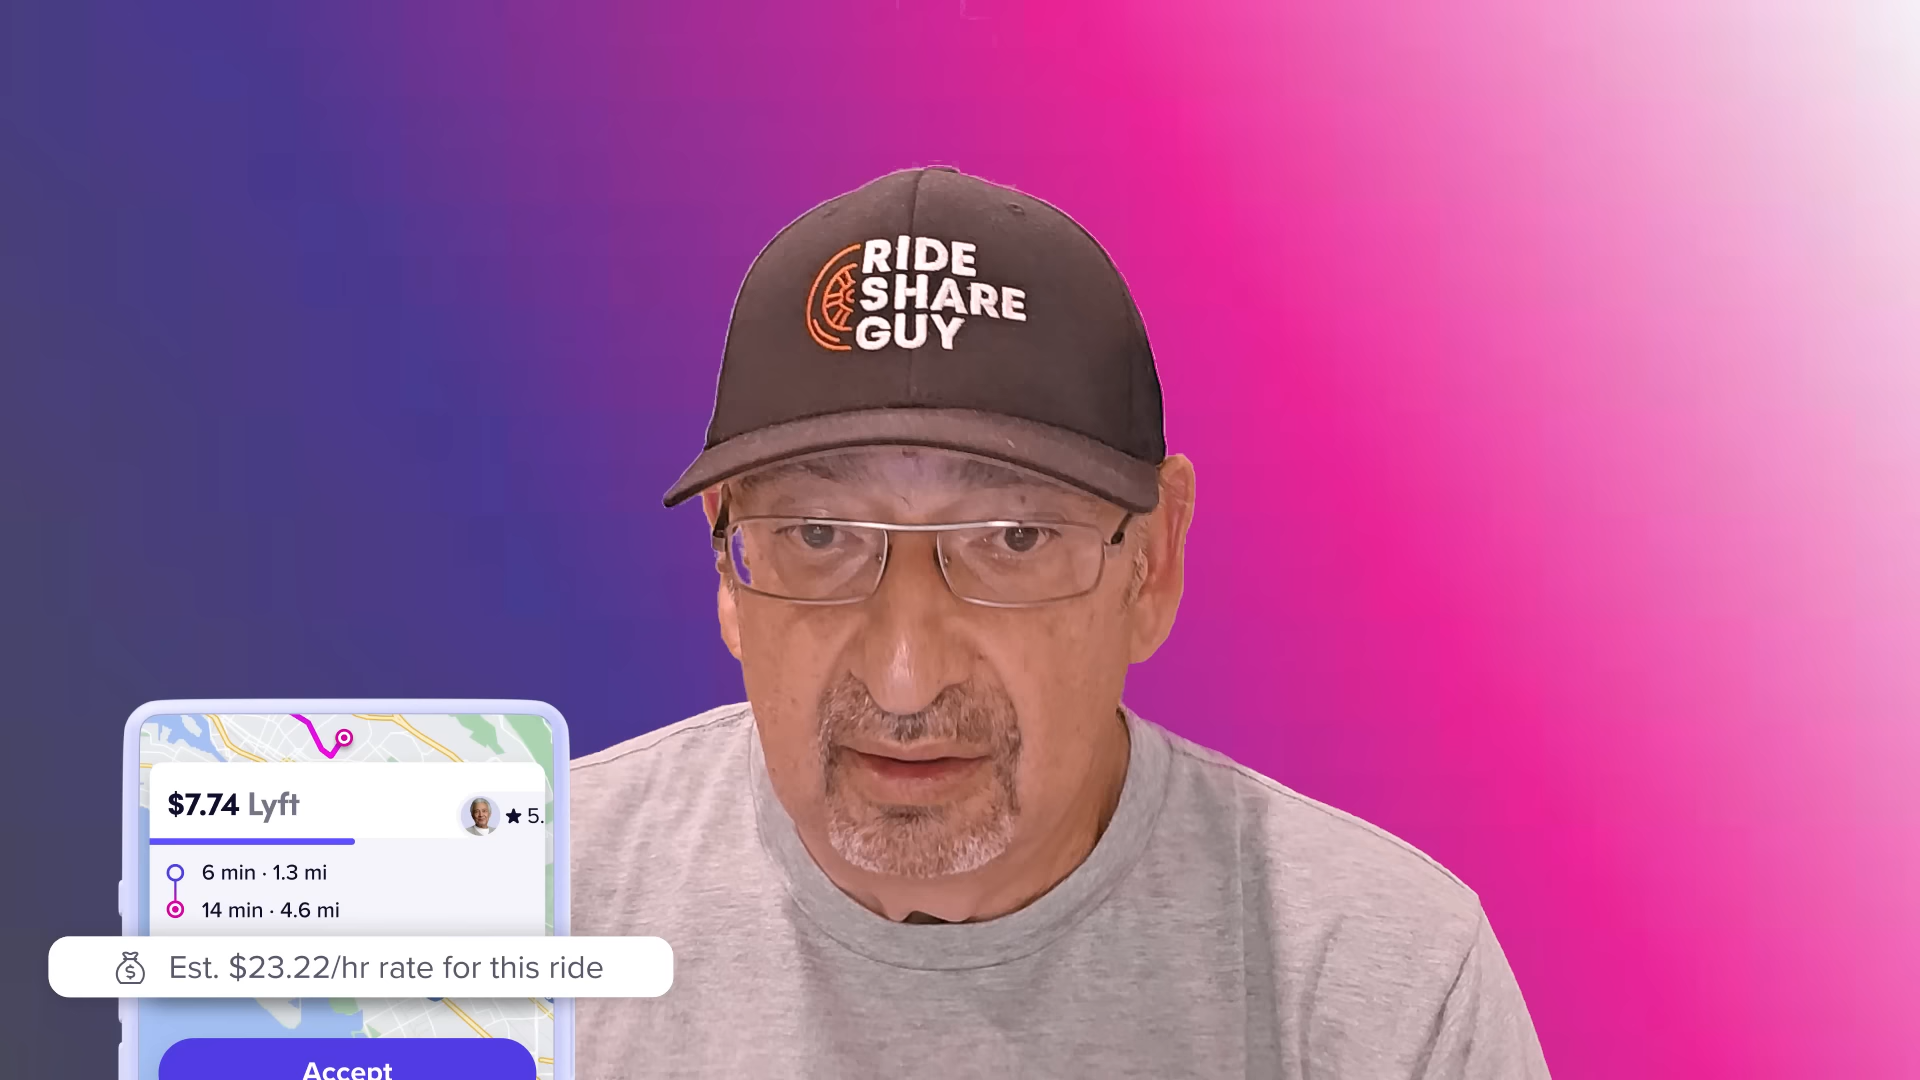 RIDE
SHARE
GUY
$7.74 Lyft
★ 5.
6 min · 1.3 mi
14 min · 4.6 mi
Est. $23.22/hr rate for this ride
Accept